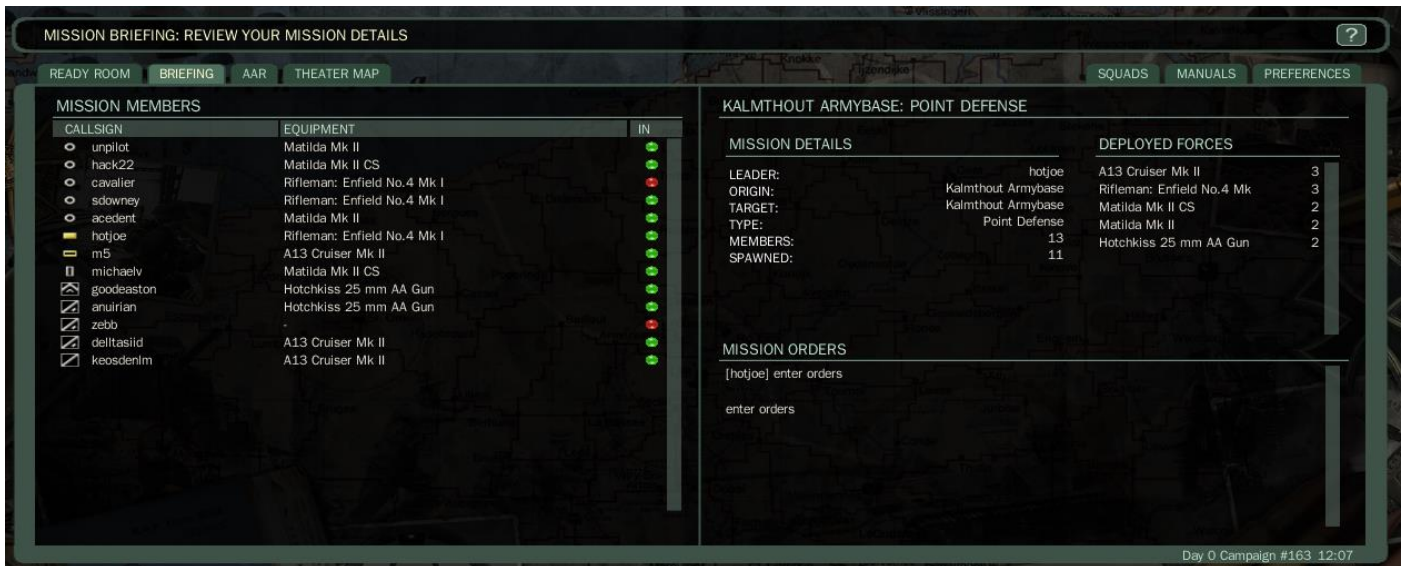 MISSION BRIEFING: REVIEW YOUR MISSION DETAILS
?
READY ROOM BRIEFING AAR THEATER MAP SQUADS MANUALS PREFERENCES
MISSION MEMBERS
CALLSIGN EQUIPMENT IN
unpilot Matilda Mk II
hack22 Matilda Mk II CS
cavalier Rifleman: Enfield No.4 Mk I
sdowney Rifleman: Enfield No.4 Mk I
acedent Matilda Mk II
hotjoe Rifleman: Enfield No.4 Mk I
m5 A13 Cruiser Mk II
michaelv Matilda Mk II CS
goodeaston Hotchkiss 25 mm AA Gun
anuirian Hotchkiss 25 mm AA Gun
zebb -
delltasiid A13 Cruiser Mk II
keosdenlm A13 Cruiser Mk II
KALMTHOUT ARMYBASE: POINT DEFENSE
MISSION DETAILS
LEADER: hotjoe
ORIGIN: Kalmthout Armybase
TARGET: Kalmthout Armybase
TYPE: Point Defense
MEMBERS: 13
SPAWNED: 11
DEPLOYED FORCES
A13 Cruiser Mk II 3
Rifleman: Enfield No.4 Mk 3
Matilda Mk II CS 2
Matilda Mk II 2
Hotchkiss 25 mm AA Gun 2
MISSION ORDERS
[hotjoe] enter orders
enter orders
Day 0 Campaign #163 12:07